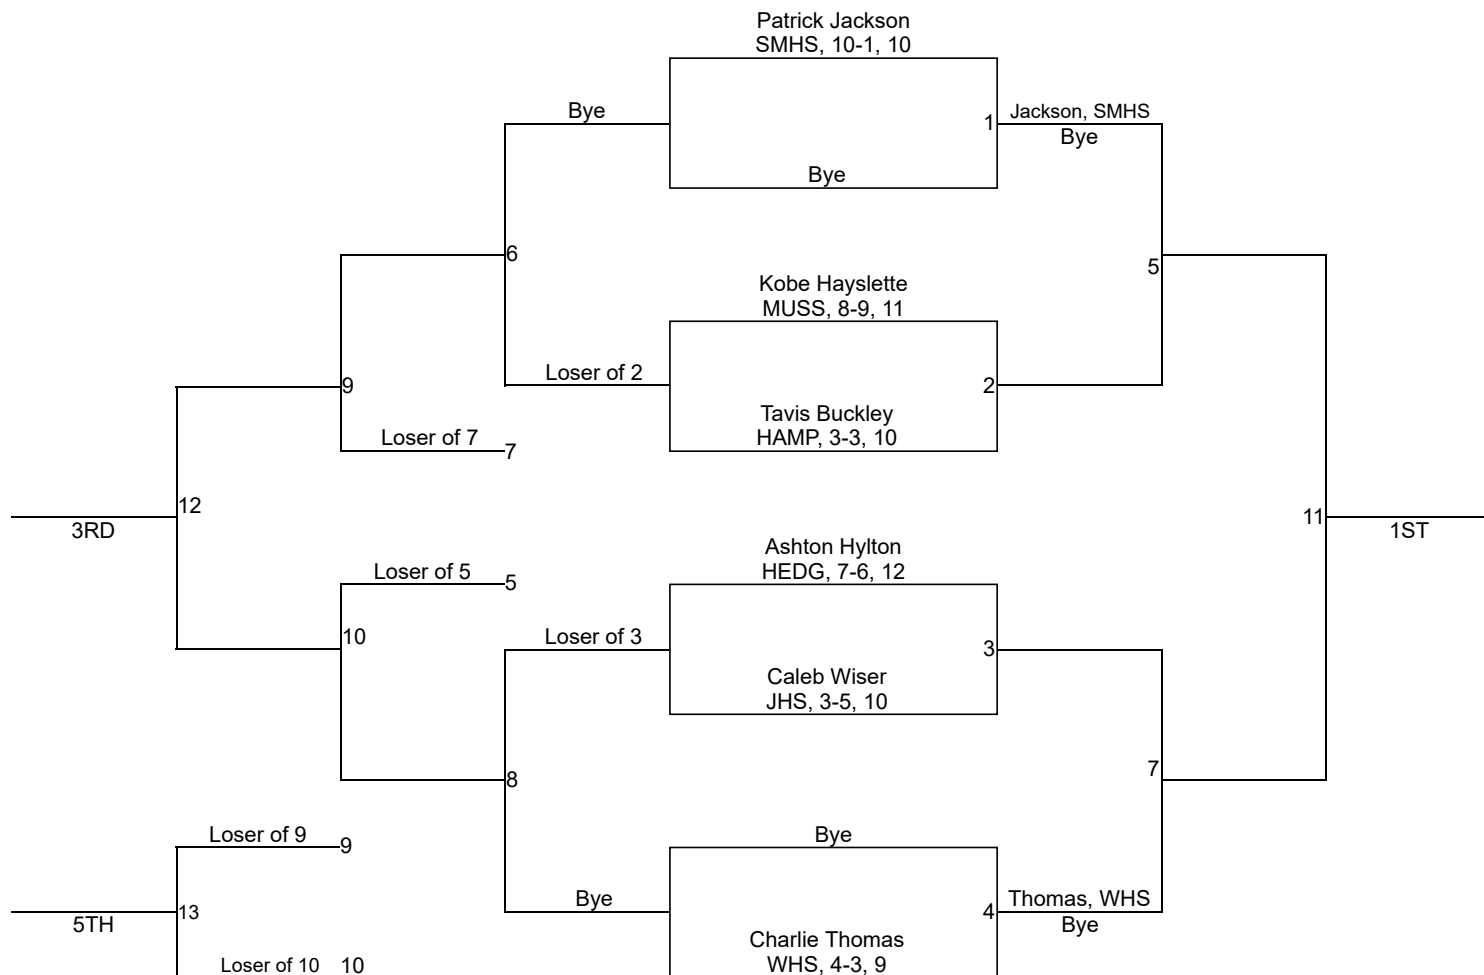 Patrick Jackson
SMHS, 10-1, 10
Bye
1
Jackson, SMHS
Bye
Bye
6
5
Kobe Hayslette
MUSS, 8-9, 11
Loser of 2
2
9
Tavis Buckley
HAMP, 3-3, 10
Loser of 7
7
12
3RD
11
1ST
Ashton Hylton
HEDG, 7-6, 12
Loser of 5
5
10
Loser of 3
3
Caleb Wiser
JHS, 3-5, 10
8
7
Loser of 9
9
Bye
13
5TH
Bye
4
Thomas, WHS
Bye
Charlie Thomas
WHS, 4-3, 9
Loser of 10
10